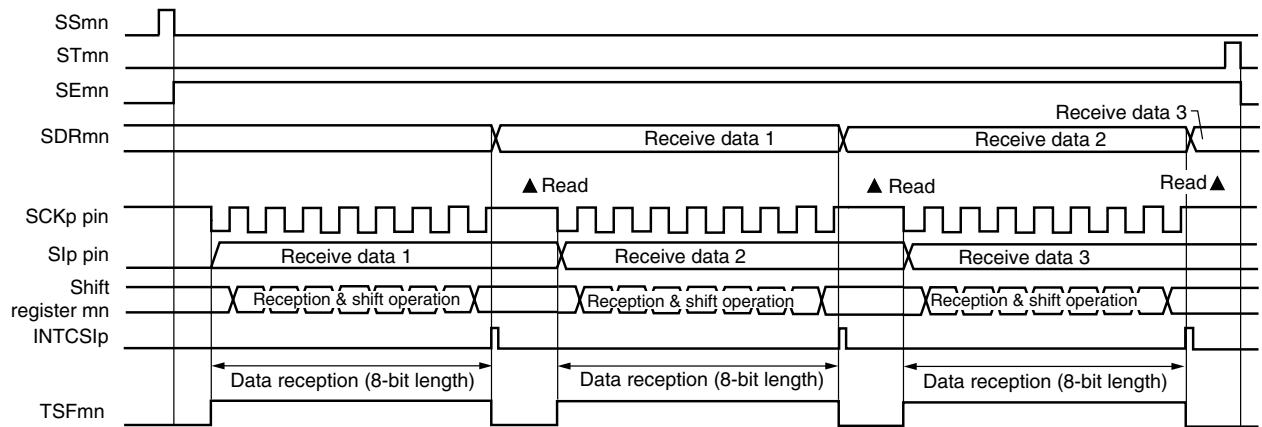 SSmn
STmn
SEmn
Receive data 3
SDRmn
Receive data 1
Receive data 2
▲ Read
▲ Read
Read ▲
SCKp pin
SIp pin
Receive data 1
Receive data 2
Receive data 3
Shift
register mn
Reception & shift operation
Reception & shift operation
Reception & shift operation
INTCSIp
Data reception (8-bit length)
Data reception (8-bit length)
Data reception (8-bit length)
TSFmn